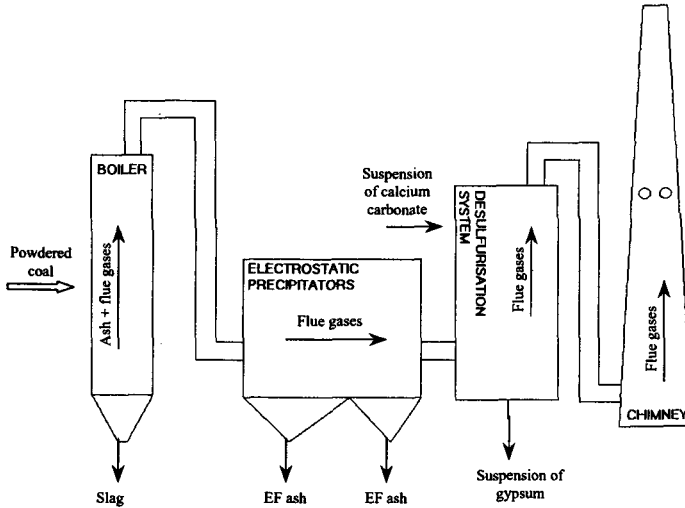 BOILER
Powdered
coal
Ash + flue gases
Slag
ELECTROSTATIC
PRECIPITATORS
Flue gases
EF ash
EF ash
Suspension
of calcium
carbonate
DESULFURISATION
SYSTEM
Flue gases
Suspension of
gypsum
Flue gases
CHIMNEY